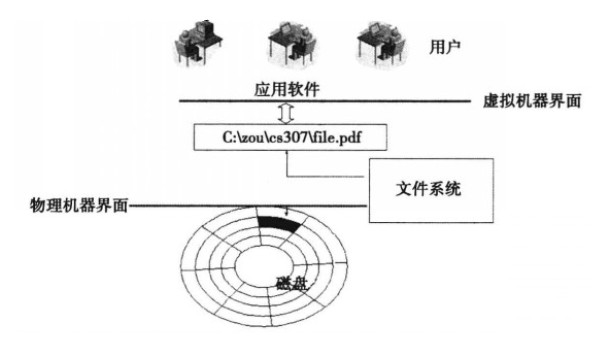 用户
应用软件
虚拟机器界面
C:\zou\cs307\file.pdf
文件系统
物理机器界面
磁盘